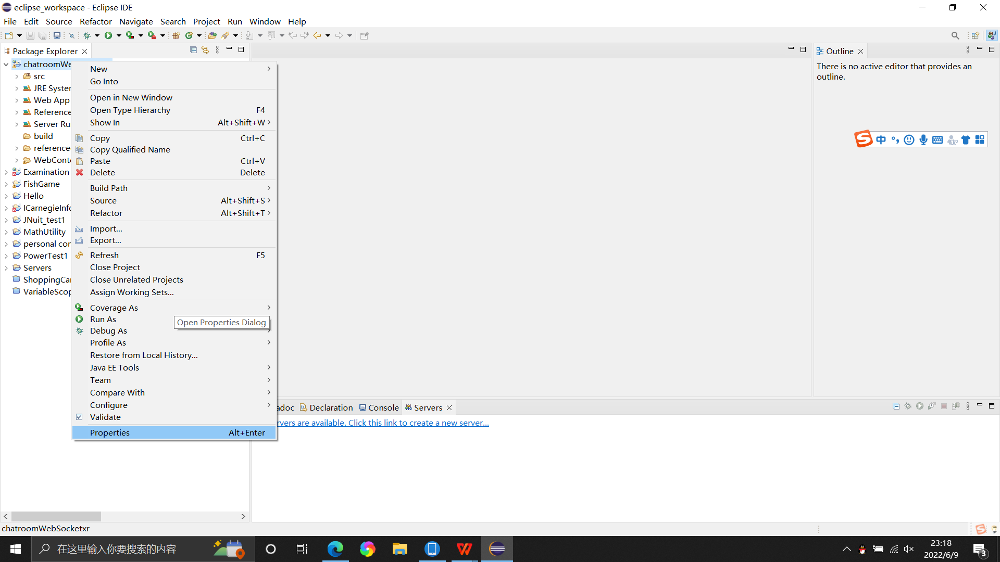 eclipse_workspace - Eclipse IDE
File Edit Source Refactor Navigate Search Project Run Window Help
Package Explorer
chatroomWe
src
JRE Syster
Web App
Reference
Server Ru
build
reference
WebConte
Examination
FishGame
Hello
ICarnegieInfo
JNuit_test1
MathUtility
personal cor
PowerTest1
Servers
ShoppingCar
VariableScop
New
Go Into
Open in New Window
Open Type Hierarchy F4
Show In Alt+Shift+W
Copy Ctrl+C
Copy Qualified Name
Paste Ctrl+V
Delete Delete
Build Path
Source Alt+Shift+S
Refactor Alt+Shift+T
Import...
Export...
Refresh F5
Close Project
Close Unrelated Projects
Assign Working Sets...
Coverage As
Run As
Open Properties Dialog
Debug As
Profile As
Restore from Local History...
Java EE Tools
Team
Compare With
Configure
Validate
Properties Alt+Enter
Outline
There is no active editor that provides an
outline.
中
adoc Declaration Console Servers
rvers are available. Click this link to create a new server...
chatroomWebSocketxr
在这里输入你要搜索的内容
23:18
2022/6/9
3